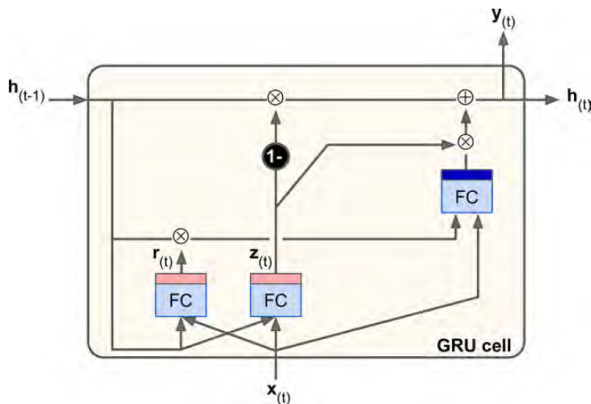 y(t)
h(t-1)
h(t)
1-
FC
r(t)
z(t)
FC
FC
GRU cell
x(t)